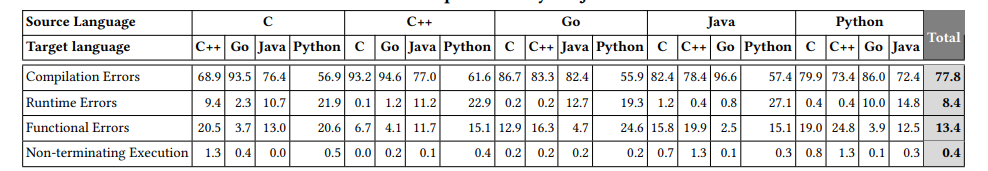 Source Language C C++ Go Java Python Total
Target language C++ Go Java Python C Go Java Python C C++ Java Python C C++ Go Python C C++ Go Java
Compilation Errors 68.9 93.5 76.4 56.9 93.2 94.6 77.0 61.6 86.7 83.3 82.4 55.9 82.4 78.4 96.6 57.4 79.9 73.4 86.0 72.4 77.8
Runtime Errors 9.4 2.3 10.7 21.9 0.1 1.2 11.2 22.9 0.2 0.2 12.7 19.3 1.2 0.4 0.8 27.1 0.4 0.4 10.0 14.8 8.4
Functional Errors 20.5 3.7 13.0 20.6 6.7 4.1 11.7 15.1 12.9 16.3 4.7 24.6 15.8 19.9 2.5 15.1 19.0 24.8 3.9 12.5 13.4
Non-terminating Execution 1.3 0.4 0.0 0.5 0.0 0.2 0.1 0.4 0.2 0.2 0.2 0.2 0.7 1.3 0.1 0.3 0.8 1.3 0.1 0.3 0.4